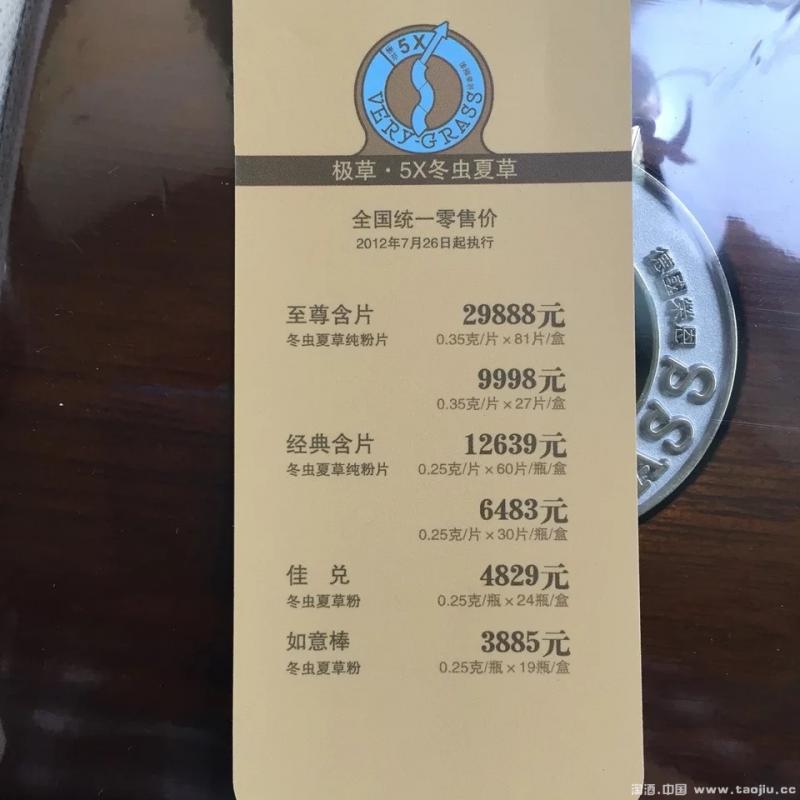 5X
VERY-GRASS
极草·5X冬虫夏草
全国统一零售价
2012年7月26日起执行
至尊含片 29888元
冬虫夏草纯粉片 0.35克/片×81片/盒
9998元
0.35克/片×27片/盒
经典含片 12639元
冬虫夏草纯粉片 0.25克/片×60片/瓶/盒
6483元
0.25克/片×30片/瓶/盒
佳 兑 4829元
冬虫夏草粉 0.25克/瓶×24瓶/盒
如意棒 3885元
冬虫夏草粉 0.25克/瓶×19瓶/盒
ASS
淘酒.中国 www.taojiu.cc